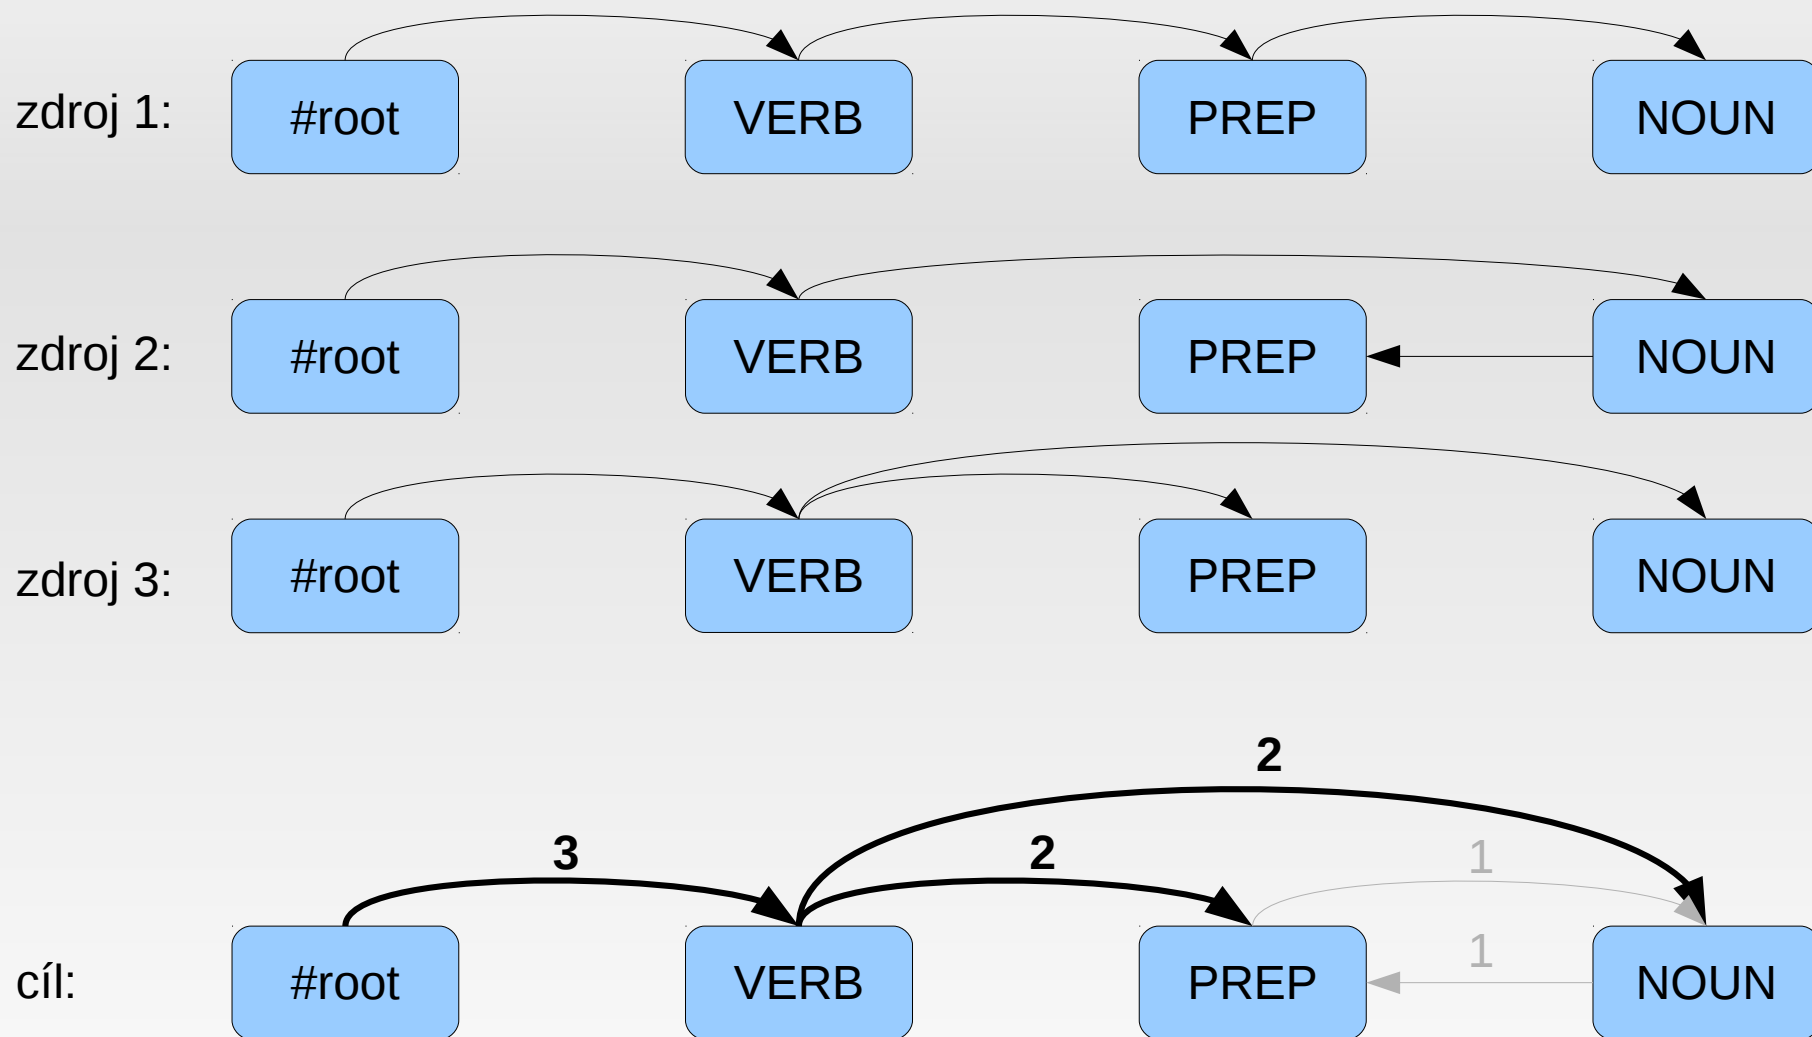 zdroj 1: #root VERB PREP NOUN
zdroj 2: #root VERB PREP NOUN
zdroj 3: #root VERB PREP NOUN
2
3 2 1
1
cíl: #root VERB PREP NOUN